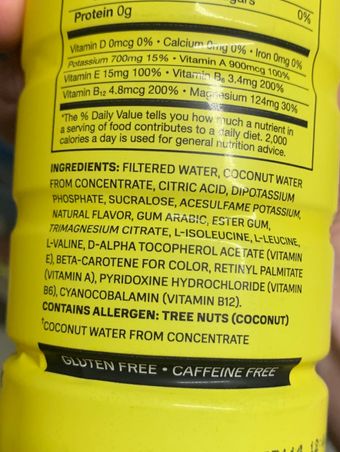 0%
Protein 0g
Vitamin D 0mcg 0% • Calcium 0mg 0% • Iron 0mg 0%
Potassium 700mg 15% • Vitamin A 900mcg 100%
Vitamin E 15mg 100% • Vitamin B₆ 3.4mg 200%
Vitamin B₁₂ 4.8mcg 200% • Magnesium 124mg 30%
*The % Daily Value tells you how much a nutrient in
a serving of food contributes to a daily diet. 2,000
calories a day is used for general nutrition advice.
INGREDIENTS: FILTERED WATER, COCONUT WATER
FROM CONCENTRATE, CITRIC ACID, DIPOTASSIUM
PHOSPHATE, SUCRALOSE, ACESULFAME POTASSIUM,
NATURAL FLAVOR, GUM ARABIC, ESTER GUM,
TRIMAGNESIUM CITRATE, L-ISOLEUCINE, L-LEUCINE,
L-VALINE, D-ALPHA TOCOPHEROL ACETATE (VITAMIN
E), BETA-CAROTENE FOR COLOR, RETINYL PALMITATE
(VITAMIN A), PYRIDOXINE HYDROCHLORIDE (VITAMIN
B6), CYANOCOBALAMIN (VITAMIN B12).
CONTAINS ALLERGEN: TREE NUTS (COCONUT)
†COCONUT WATER FROM CONCENTRATE
GLUTEN FREE • CAFFEINE FREE